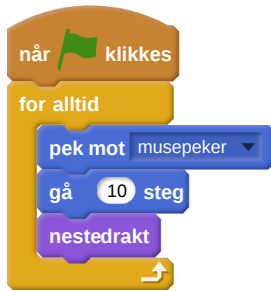 når klikkes
for alltid
pek mot musepeker
gå 10 steg
nestedrakt